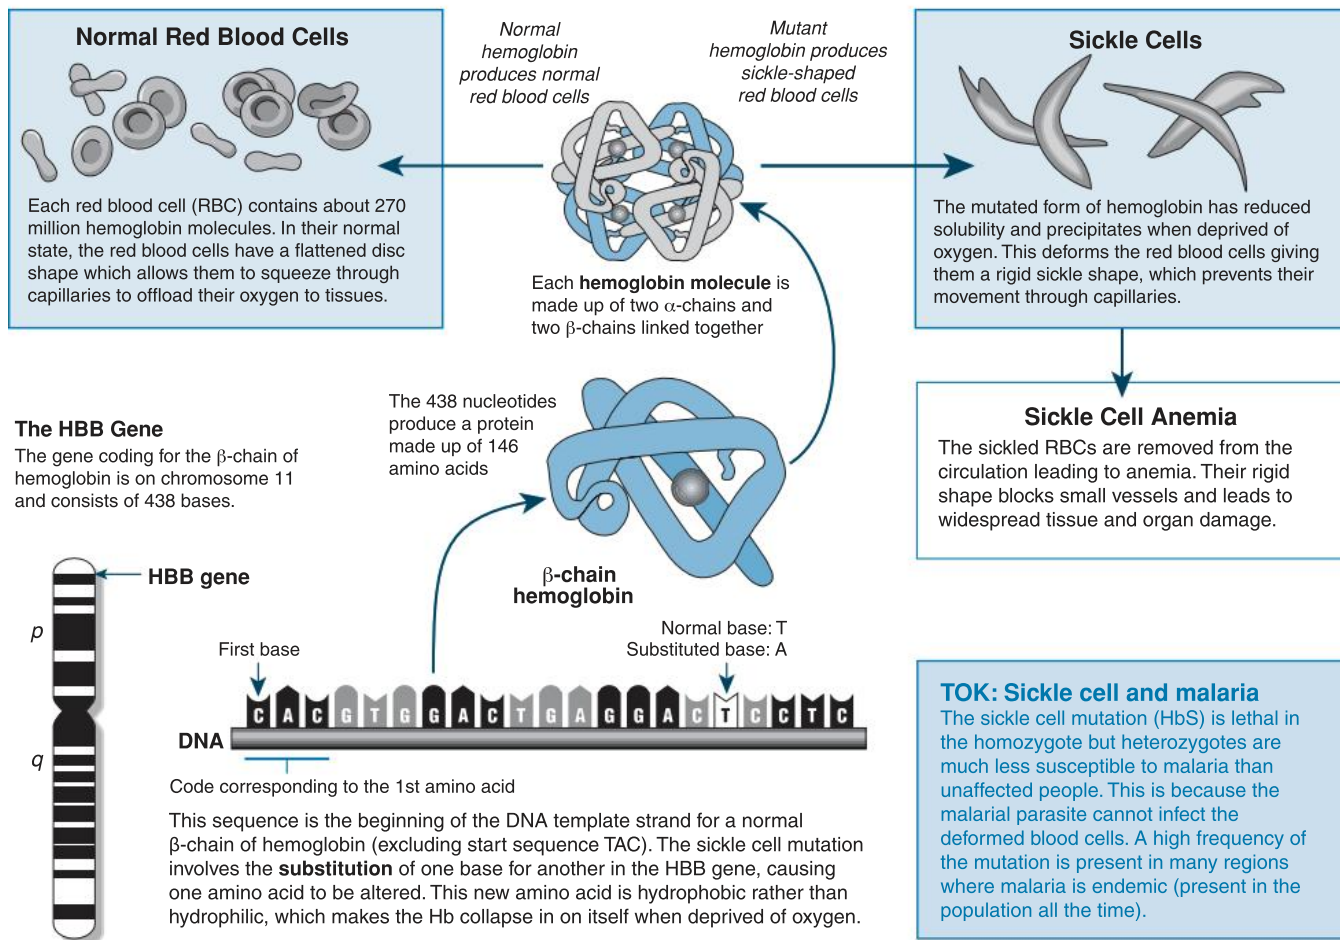 Normal Red Blood Cells
Each red blood cell (RBC) contains about 270
million hemoglobin molecules. In their normal
state, the red blood cells have a flattened disc
shape which allows them to squeeze through
capillaries to offload their oxygen to tissues.
Normal
hemoglobin
produces normal
red blood cells
Mutant
hemoglobin produces
sickle-shaped
red blood cells
Each hemoglobin molecule is
made up of two α-chains and
two β-chains linked together
Sickle Cells
The mutated form of hemoglobin has reduced
solubility and precipitates when deprived of
oxygen. This deforms the red blood cells giving
them a rigid sickle shape, which prevents their
movement through capillaries.
Sickle Cell Anemia
The sickled RBCs are removed from the
circulation leading to anemia. Their rigid
shape blocks small vessels and leads to
widespread tissue and organ damage.
The HBB Gene
The gene coding for the β-chain of
hemoglobin is on chromosome 11
and consists of 438 bases.
The 438 nucleotides
produce a protein
made up of 146
amino acids
β-chain
hemoglobin
HBB gene
p
q
First base
Normal base: T
Substituted base: A
C A C G T G G A C T G A G G A C T C C T C
DNA
Code corresponding to the 1st amino acid
This sequence is the beginning of the DNA template strand for a normal
β-chain of hemoglobin (excluding start sequence TAC). The sickle cell mutation
involves the substitution of one base for another in the HBB gene, causing
one amino acid to be altered. This new amino acid is hydrophobic rather than
hydrophilic, which makes the Hb collapse in on itself when deprived of oxygen.
TOK: Sickle cell and malaria
The sickle cell mutation (HbS) is lethal in
the homozygote but heterozygotes are
much less susceptible to malaria than
unaffected people. This is because the
malarial parasite cannot infect the
deformed blood cells. A high frequency of
the mutation is present in many regions
where malaria is endemic (present in the
population all the time).